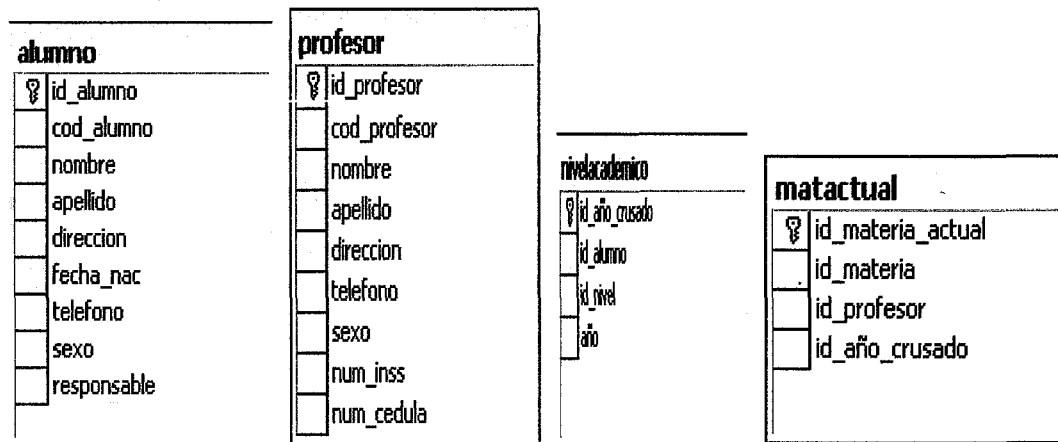 alumno
id_alumno
cod_alumno
nombre
apellido
direccion
fecha_nac
telefono
sexo
responsable
profesor
id_profesor
cod_profesor
nombre
apellido
direccion
telefono
sexo
num_inss
num_cedula
nivelacademico
id_año_crusado
id_alumno
id_nivel
año
matactual
id_materia_actual
id_materia
id_profesor
id_año_crusado